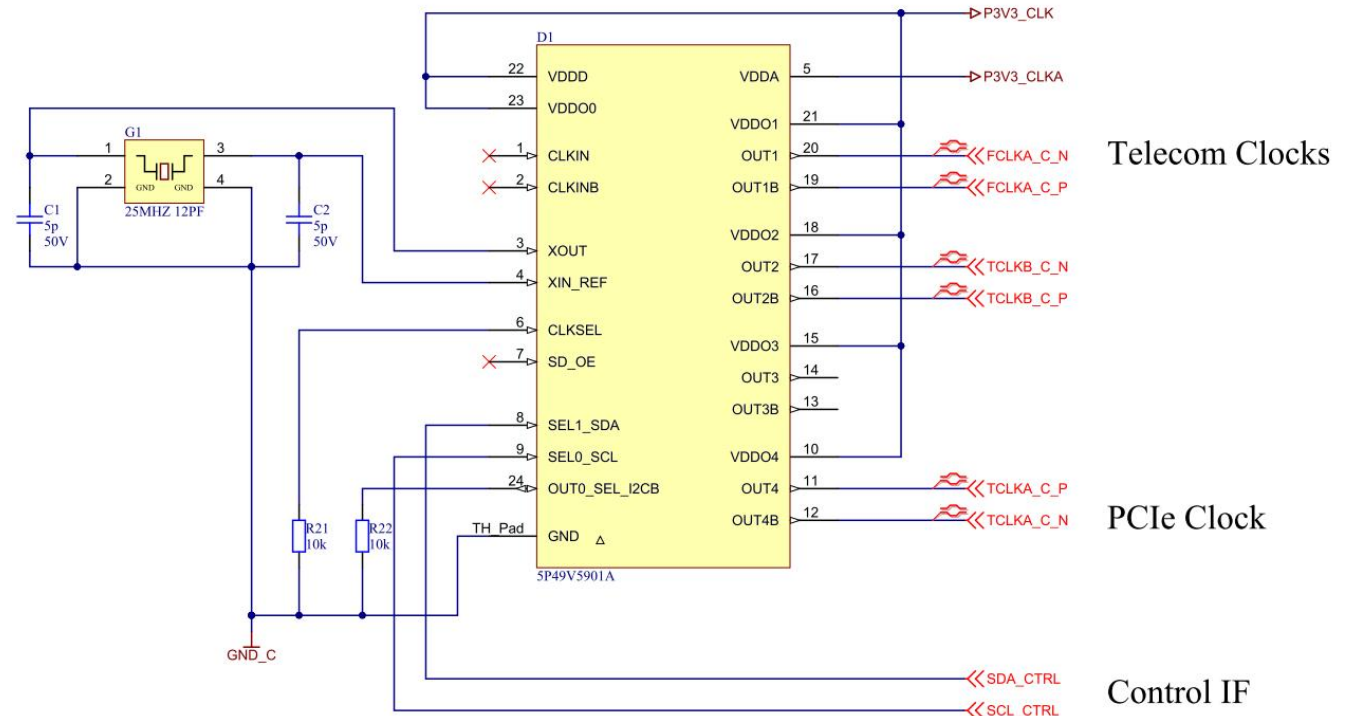 P3V3_CLK
D1
22 VDDD VDDA 5 P3V3_CLKA
23 VDDO0
VDDO1 21
G1
1 3
1 CLKIN OUT1 20 FCLKA_C_N Telecom Clocks
2 4
GND GND
2 CLKINB OUT1B 19 FCLKA_C_P
25MHZ 12PF
C1
5p
50V
C2
5p
50V
VDDO2 18
3 XOUT
OUT2 17 TCLKB_C_N
4 XIN_REF
OUT2B 16 TCLKB_C_P
6 CLKSEL
VDDO3 15
7 SD_OE
OUT3 14
OUT3B 13
8 SEL1_SDA
9 SEL0_SCL VDDO4 10
24 OUT0_SEL_I2CB OUT4 11 TCLKA_C_P
TH_Pad GND
OUT4B 12 TCLKA_C_N PCIe Clock
R21
10k
R22
10k
5P49V5901A
GND_C
SDA_CTRL
Control IF
SCL_CTRL